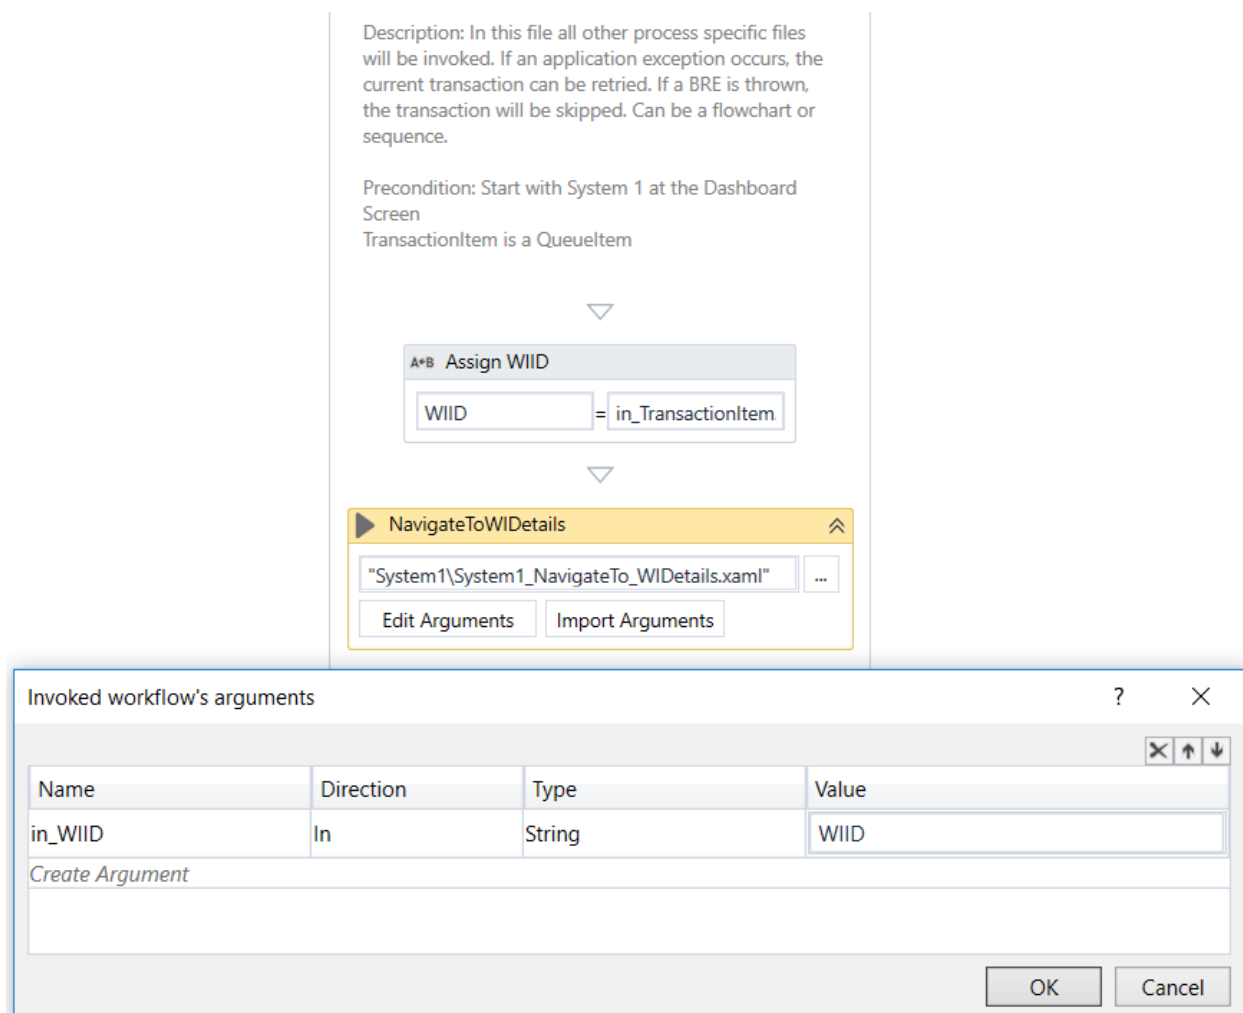 Description: In this file all other process specific files
will be invoked. If an application exception occurs, the
current transaction can be retried. If a BRE is thrown,
the transaction will be skipped. Can be a flowchart or
sequence.
Precondition: Start with System 1 at the Dashboard
Screen
TransactionItem is a QueueItem
A+B Assign WIID
WIID = in_TransactionItem.
NavigateToWIDetails
"System1\System1_NavigateTo_WIDetails.xaml" ...
Edit Arguments Import Arguments
Invoked workflow's arguments ?
Name Direction Type Value
in_WIID In String WIID
Create Argument
OK Cancel